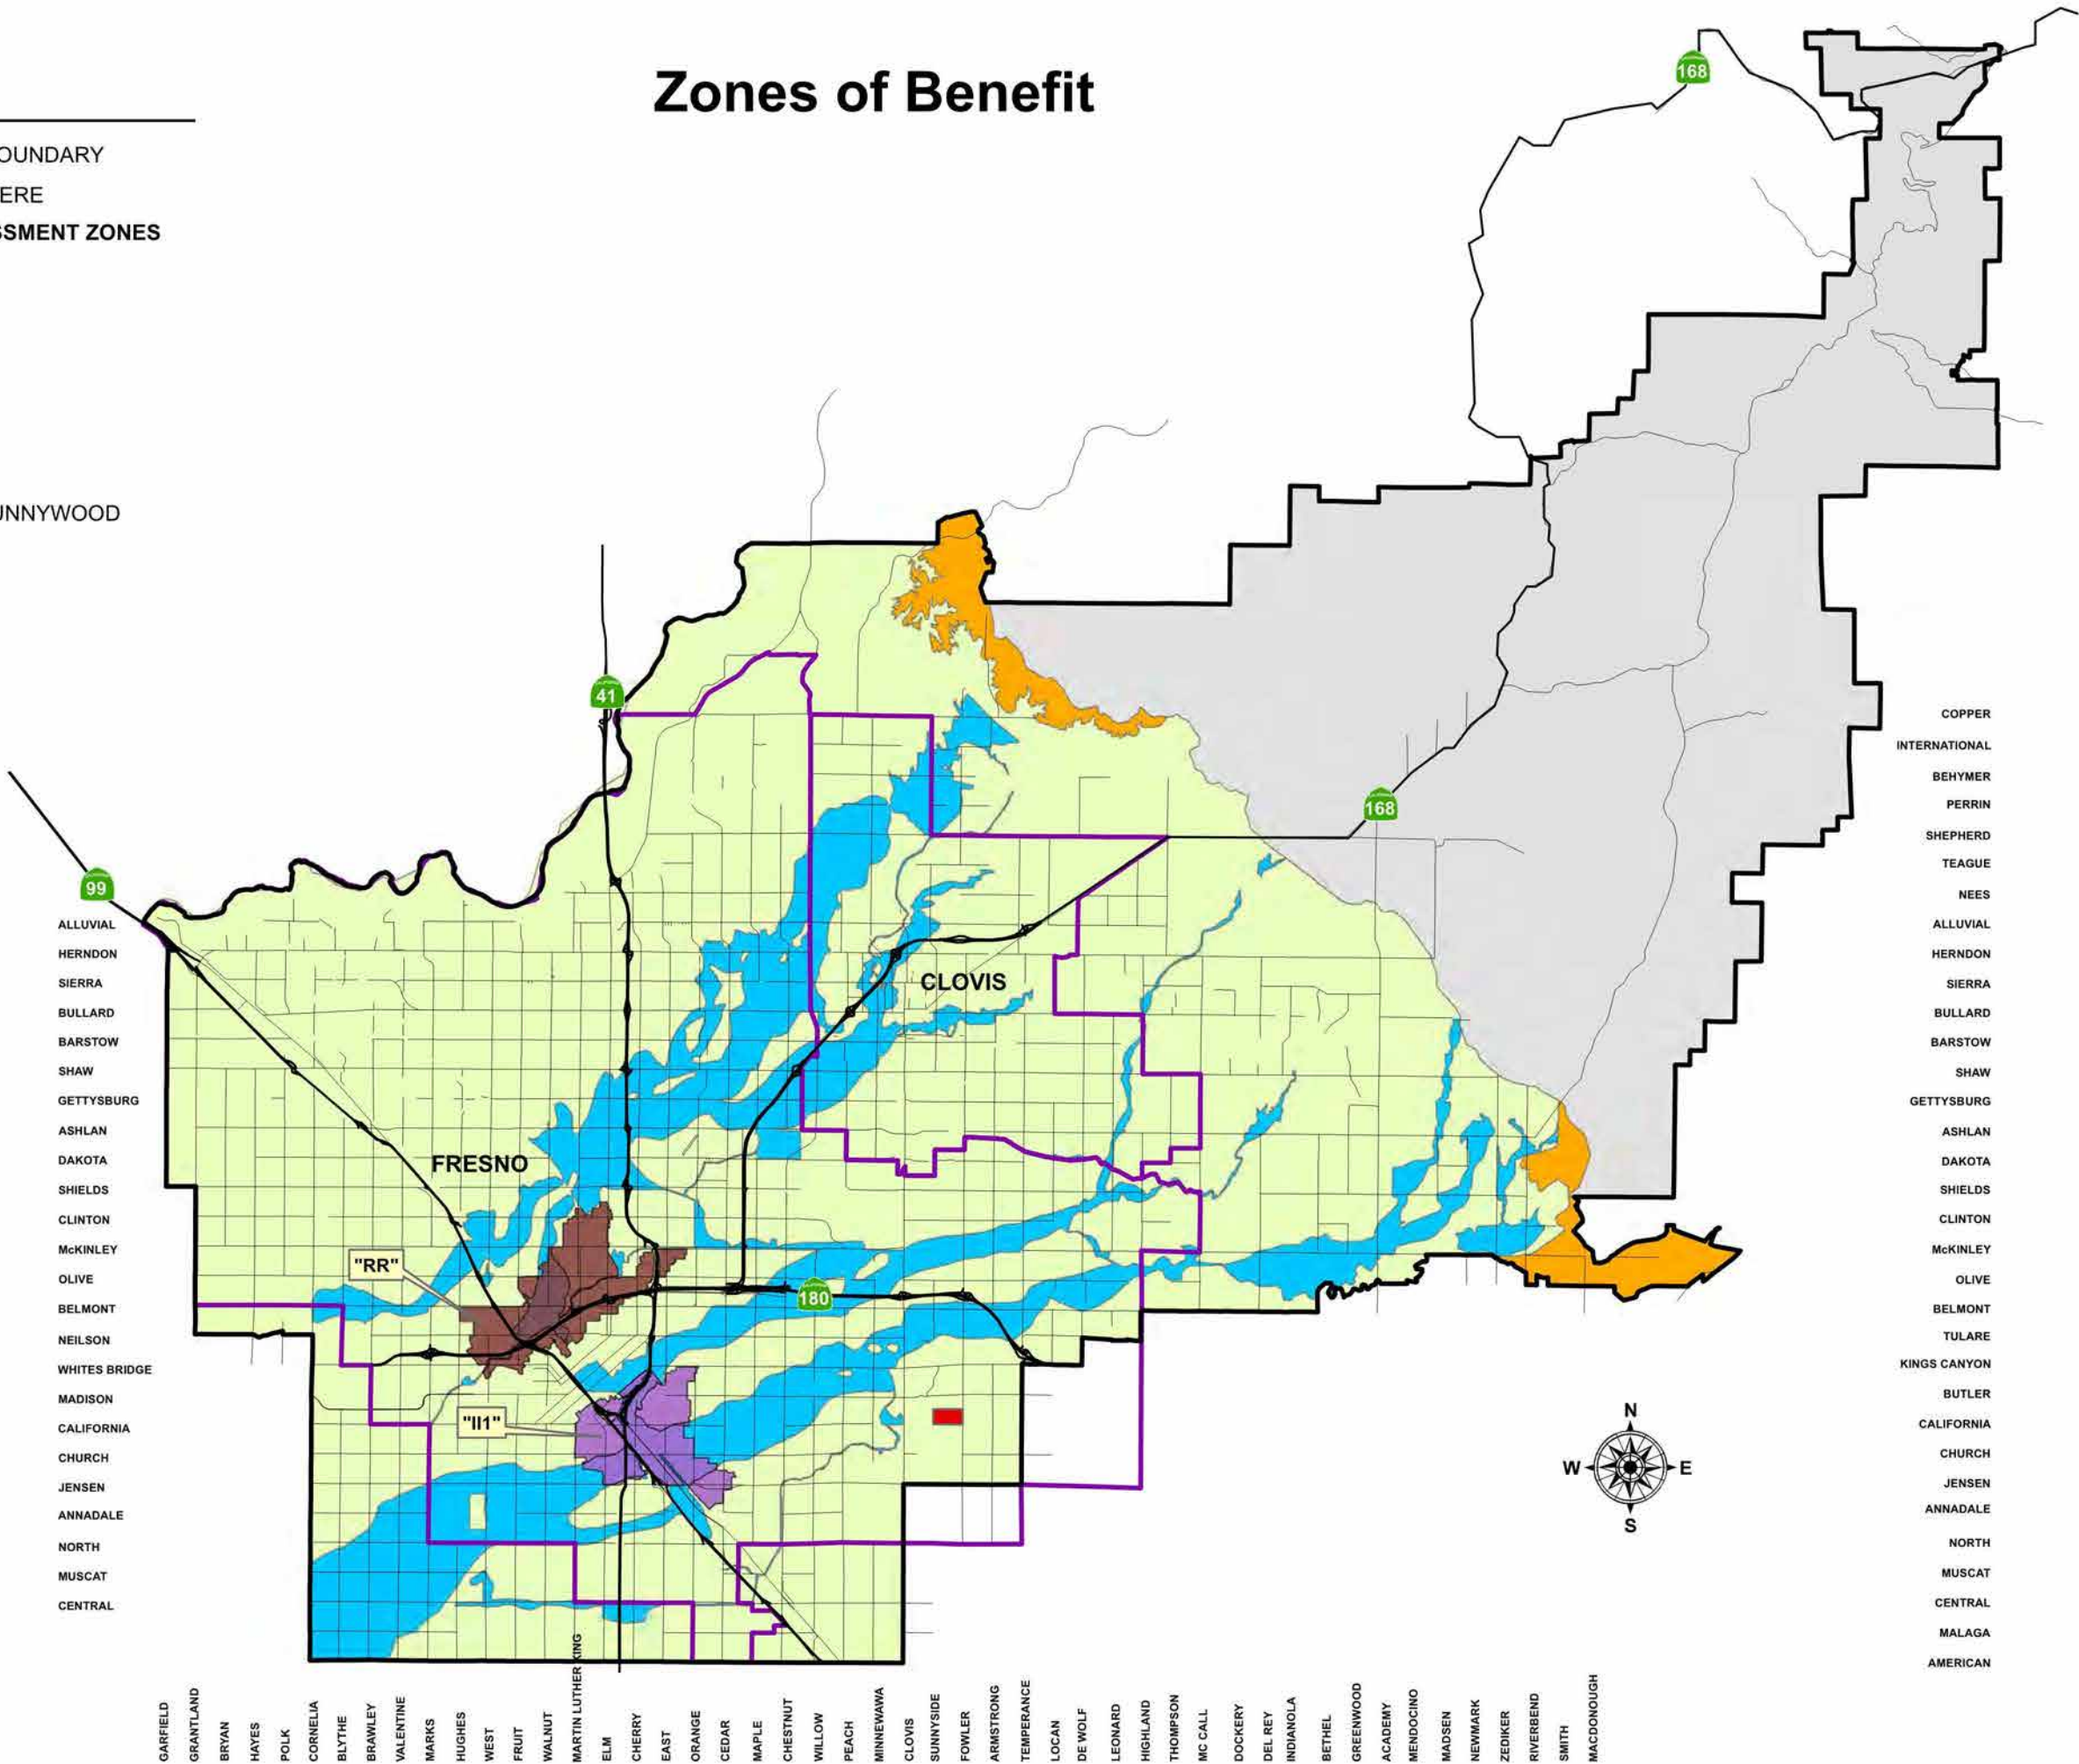 Zones of Benefit
OUNDARY
ERE
SSMENT ZONES
UNNYWOOD
168
41
99
168
180
CLOVIS
FRESNO
"RR"
"II1"
N
W
E
S
ALLUVIAL
HERNDON
SIERRA
BULLARD
BARSTOW
SHAW
GETTYSBURG
ASHLAN
DAKOTA
SHIELDS
CLINTON
McKINLEY
OLIVE
BELMONT
NEILSON
WHITES BRIDGE
MADISON
CALIFORNIA
CHURCH
JENSEN
ANNADALE
NORTH
MUSCAT
CENTRAL
COPPER
INTERNATIONAL
BEHYMER
PERRIN
SHEPHERD
TEAGUE
NEES
ALLUVIAL
HERNDON
SIERRA
BULLARD
BARSTOW
SHAW
GETTYSBURG
ASHLAN
DAKOTA
SHIELDS
CLINTON
McKINLEY
OLIVE
BELMONT
TULARE
KINGS CANYON
BUTLER
CALIFORNIA
CHURCH
JENSEN
ANNADALE
NORTH
MUSCAT
CENTRAL
MALAGA
AMERICAN
GARFIELD
GRANTLAND
BRYAN
HAYES
POLK
CORNELIA
BLYTHE
BRAWLEY
VALENTINE
MARKS
HUGHES
WEST
FRUIT
WALNUT
MARTIN LUTHER KING
ELM
CHERRY
EAST
ORANGE
CEDAR
MAPLE
CHESTNUT
WILLOW
PEACH
MINNEWAWA
CLOVIS
SUNNYSIDE
FOWLER
ARMSTRONG
TEMPERANCE
LOCAN
DE WOLF
LEONARD
HIGHLAND
THOMPSON
MC CALL
DOCKERY
DEL REY
INDIANOLA
BETHEL
GREENWOOD
ACADEMY
MENDOCINO
MADSEN
NEWMARK
ZEDIKER
RIVERBEND
SMITH
MACDONOUGH